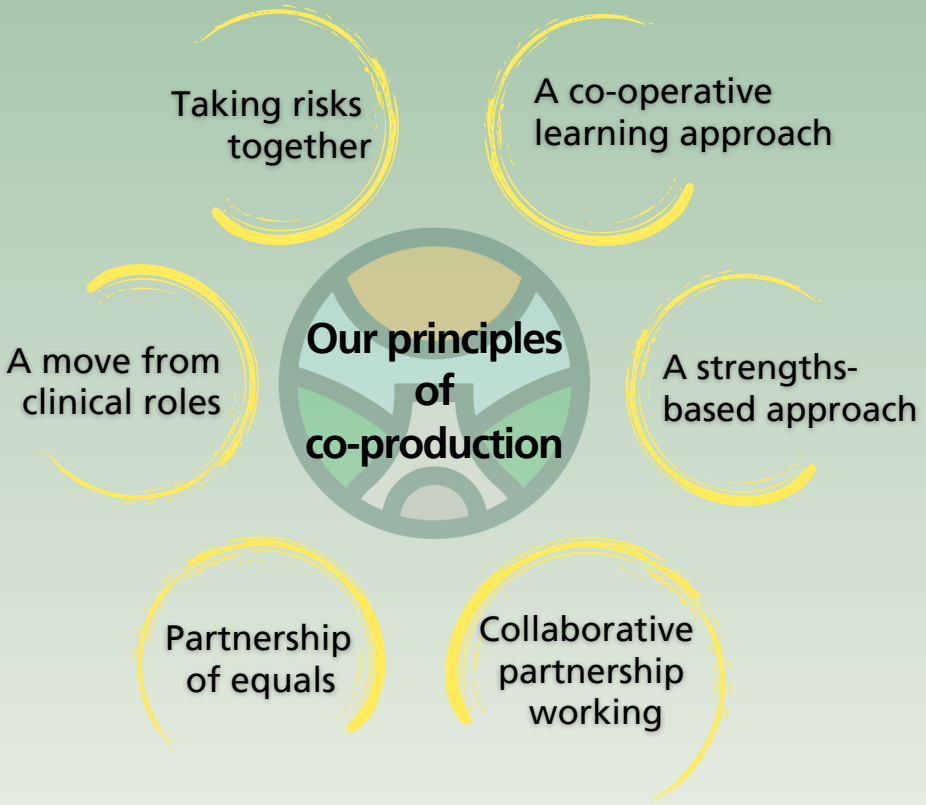 Taking risks
together
A co-operative
learning approach
A move from
clinical roles
Our principles
of
co-production
A strengths-
based approach
Partnership
of equals
Collaborative
partnership
working